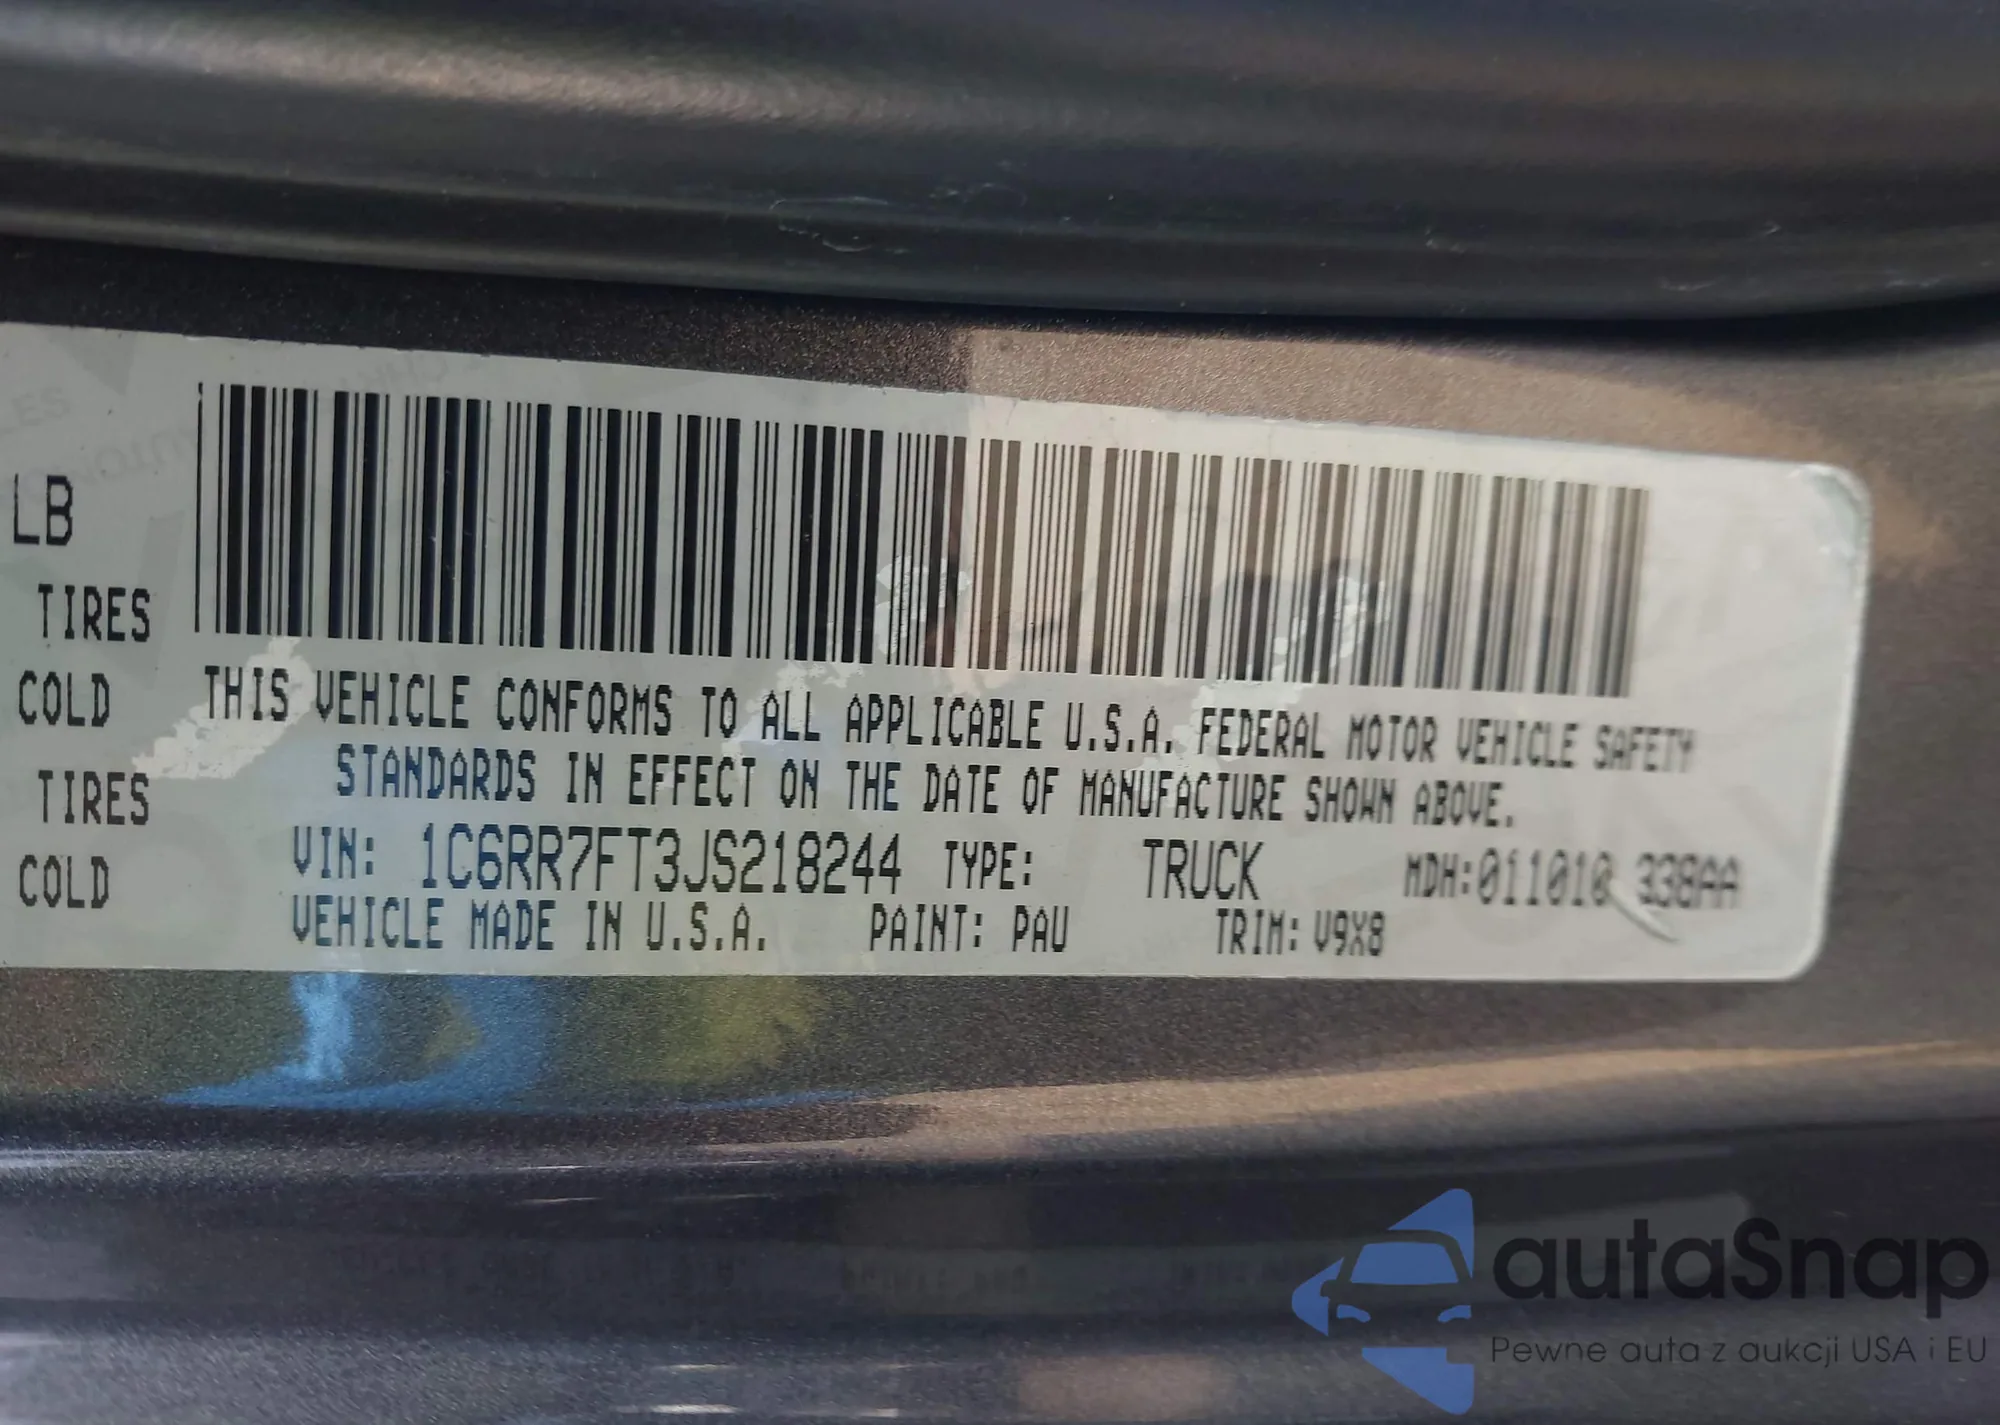 LB
TIRES
COLD
TIRES
COLD
THIS VEHICLE CONFORMS TO ALL APPLICABLE U.S.A. FEDERAL MOTOR VEHICLE SAFETY
STANDARDS IN EFFECT ON THE DATE OF MANUFACTURE SHOWN ABOVE.
VIN: 1C6RR7FT3JS218244 TYPE: TRUCK MDH:011010 338AA
VEHICLE MADE IN U.S.A. PAINT: PAU TRIM: V9X8
autaSnap
Pewne auta z aukcji USA i EU